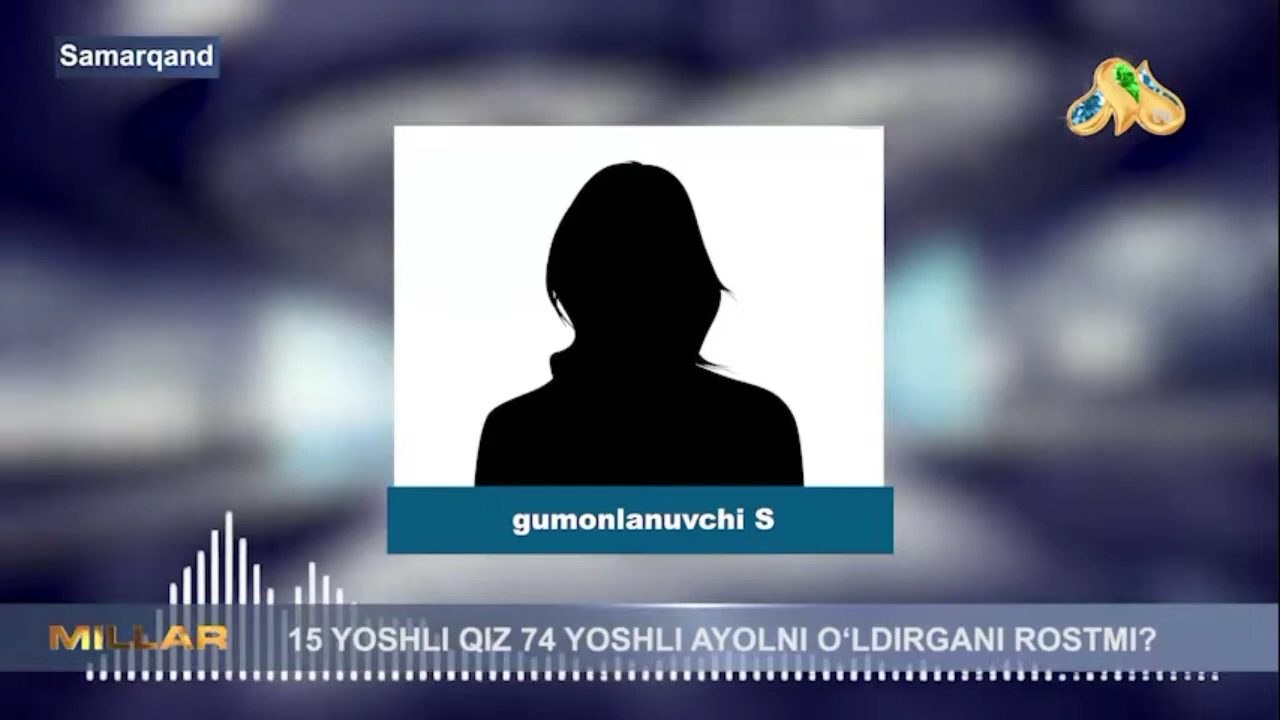 Samarqand
gumonlanuvchi S
MILLAR
15 YOSHLI QIZ 74 YOSHLI AYOLNI O‘LDIRGANI ROSTMI?